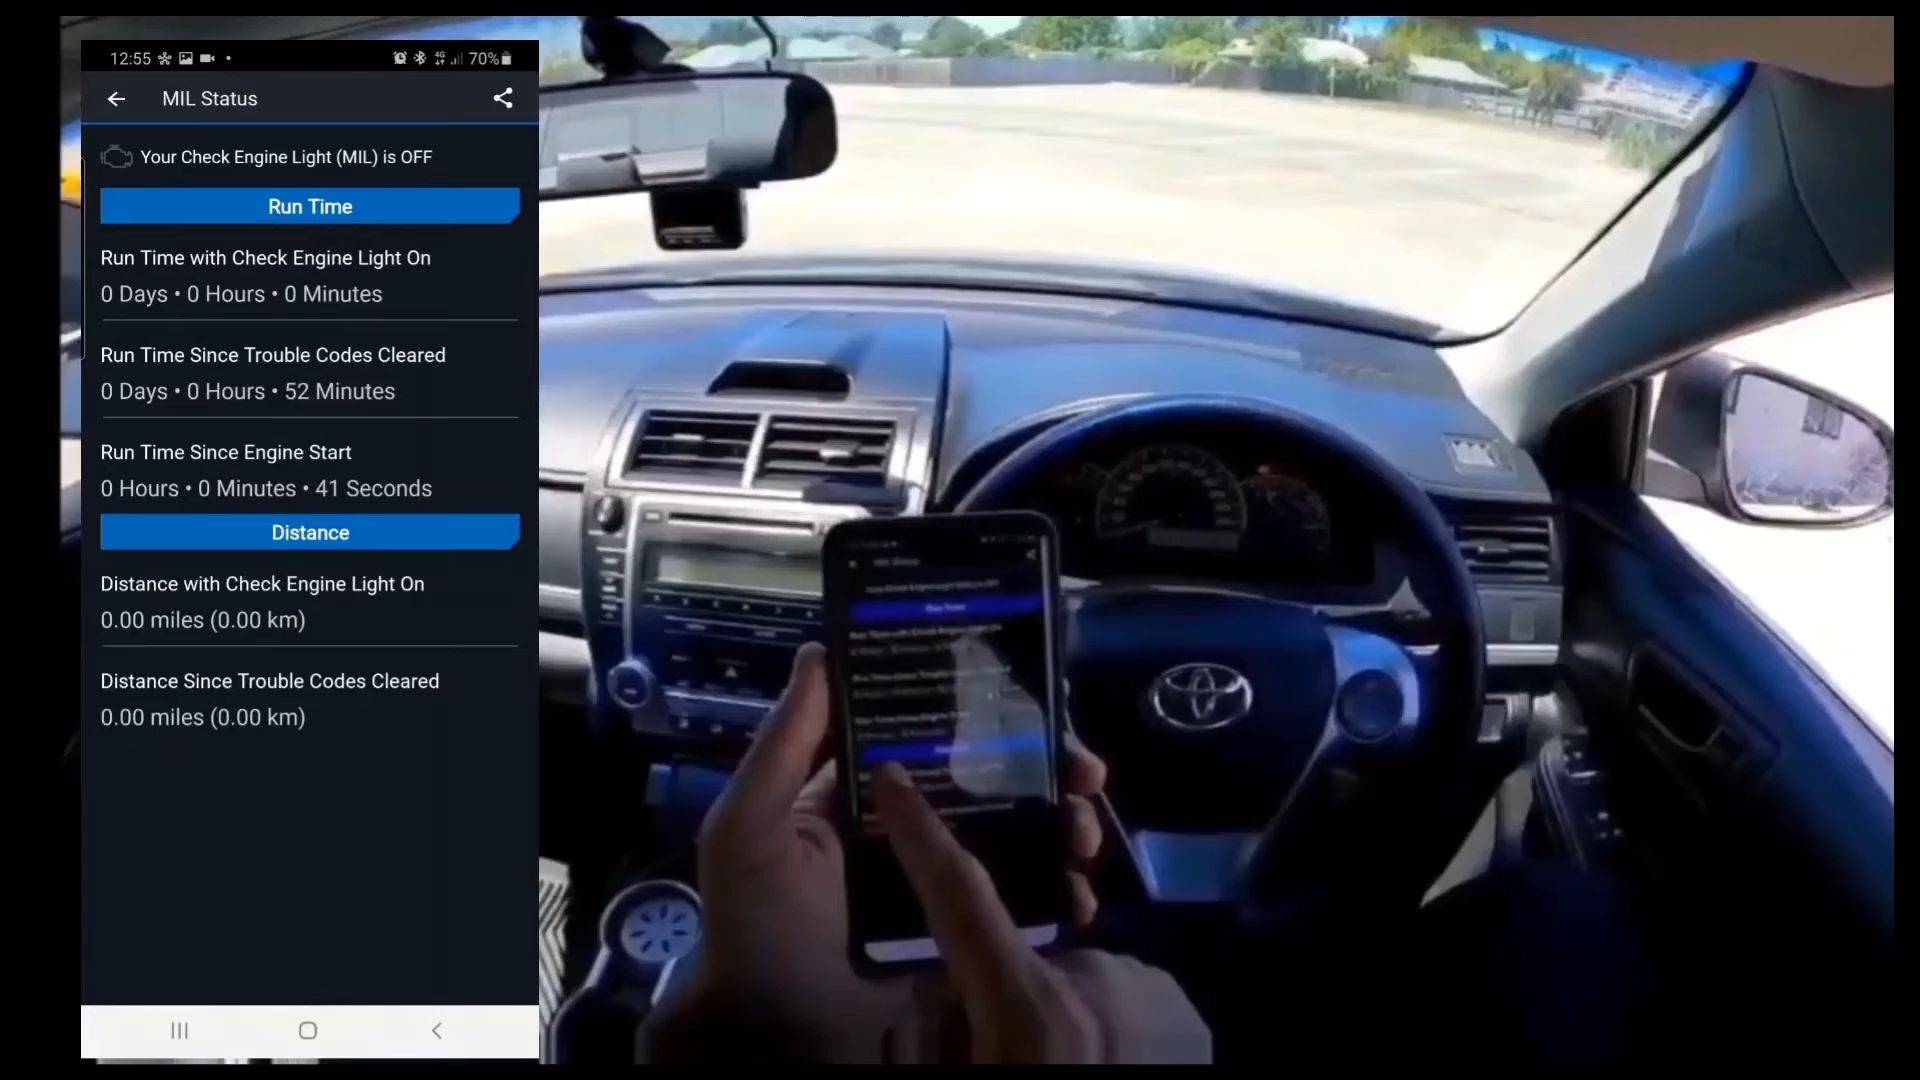 12:55
4G
70%
MIL Status
Your Check Engine Light (MIL) is OFF
Run Time
Run Time with Check Engine Light On
0 Days • 0 Hours • 0 Minutes
Run Time Since Trouble Codes Cleared
0 Days • 0 Hours • 52 Minutes
Run Time Since Engine Start
0 Hours • 0 Minutes • 41 Seconds
Distance
Distance with Check Engine Light On
0.00 miles (0.00 km)
Distance Since Trouble Codes Cleared
0.00 miles (0.00 km)